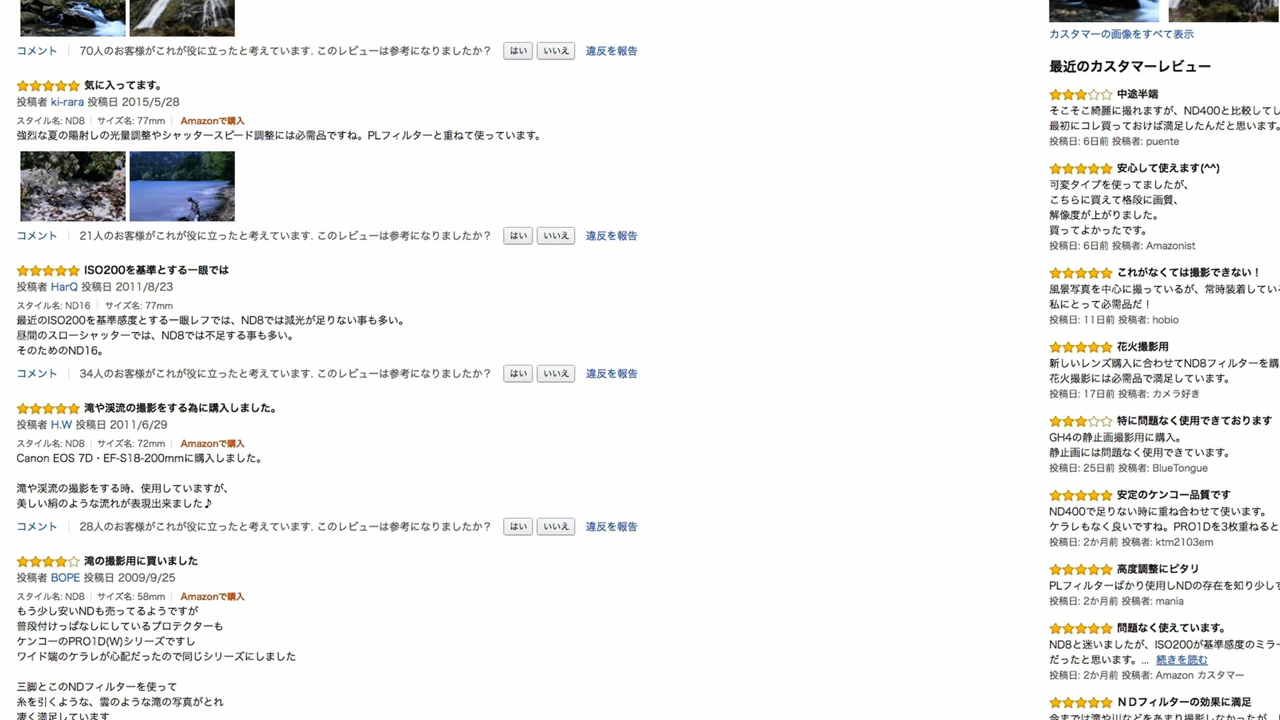 コメント | 70人のお客様がこれが役に立ったと考えています. このレビューは参考になりましたか？ はい いいえ 違反を報告
気に入ってます。
投稿者 ki-rara 投稿日 2015/5/28
スタイル名: ND8 | サイズ名: 77mm | Amazonで購入
強烈な夏の陽射しの光量調整やシャッタースピード調整には必需品ですね。PLフィルターと重ねて使っています。
コメント | 21人のお客様がこれが役に立ったと考えています. このレビューは参考になりましたか？ はい いいえ 違反を報告
ISO200を基準とする一眼では
投稿者 HarQ 投稿日 2011/8/23
スタイル名: ND16 | サイズ名: 77mm
最近のISO200を基準感度とする一眼レフでは、ND8では減光が足りない事も多い。
昼間のスローシャッターでは、ND8では不足する事も多い。
そのためのND16。
コメント | 34人のお客様がこれが役に立ったと考えています. このレビューは参考になりましたか？ はい いいえ 違反を報告
滝や渓流の撮影をする為に購入しました。
投稿者 H.W 投稿日 2011/6/29
スタイル名: ND8 | サイズ名: 72mm | Amazonで購入
Canon EOS 7D・EF-S18-200mmに購入しました。
滝や渓流の撮影をする時、使用していますが、
美しい絹のような流れが表現出来ました♪
コメント | 28人のお客様がこれが役に立ったと考えています. このレビューは参考になりましたか？ はい いいえ 違反を報告
滝の撮影用に買いました
投稿者 BOPE 投稿日 2009/9/25
スタイル名: ND8 | サイズ名: 58mm | Amazonで購入
もう少し安いNDも売ってるようですが
普段付けっぱなしにしているプロテクターも
ケンコーのPRO1D(W)シリーズですし
ワイド端のケラレが心配だったので同じシリーズにしました
三脚とこのNDフィルターを使って
糸を引くような、雲のような滝の写真がとれ
凄く満足しています
カスタマーの画像をすべて表示
最近のカスタマーレビュー
中途半端
そこそこ綺麗に撮れますが、ND400と比較してし
最初にコレ買っておけば満足したんだと思います。
投稿日: 6日前 投稿者: puente
安心して使えます(^^)
可変タイプを使ってましたが、
こちらに買えて格段に画質、
解像度が上がりました。
買ってよかったです。
投稿日: 6日前 投稿者: Amazonist
これがなくては撮影できない！
風景写真を中心に撮っているが、常時装着してい
私にとって必需品だ！
投稿日: 11日前 投稿者: hobio
花火撮影用
新しいレンズ購入に合わせてND8フィルターを購
花火撮影には必需品で満足しています。
投稿日: 17日前 投稿者: カメラ好き
特に問題なく使用できております
GH4の静止画撮影用に購入。
静止画には問題なく使用できています。
投稿日: 25日前 投稿者: BlueTongue
安定のケンコー品質です
ND400で足りない時に重ね合わせて使います。
ケラレもなく良いですね。PRO1Dを3枚重ねると
投稿日: 2か月前 投稿者: ktm2103em
高度調整にピタリ
PLフィルターばかり使用しNDの存在を知り少しす
投稿日: 2か月前 投稿者: mania
問題なく使えています。
ND8と迷いましたが、ISO200が基準感度のミラー
だったと思います。... 続きを読む
投稿日: 2か月前 投稿者: Amazon カスタマー
ＮＤフィルターの効果に満足
今までは滝や川などをあまり撮影しなかったが、